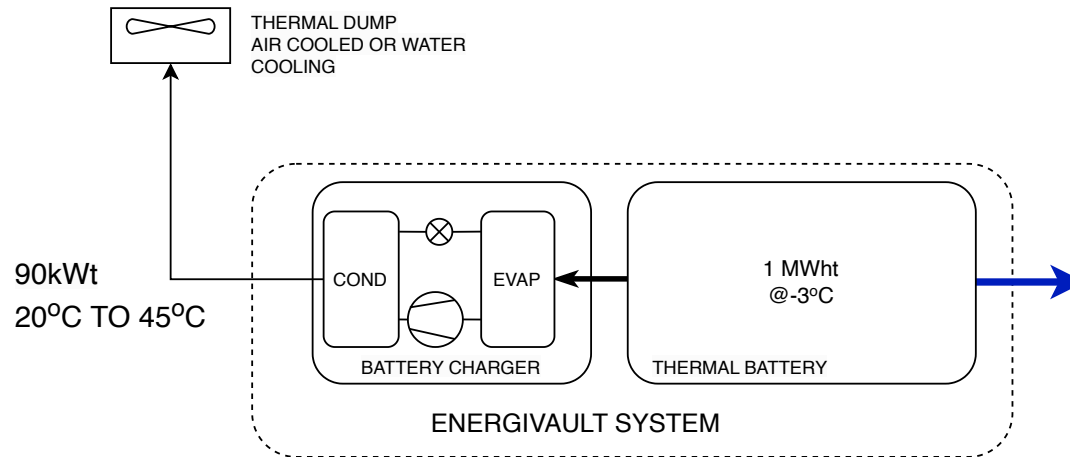 THERMAL DUMP
AIR COOLED OR WATER
COOLING
90kWt
20ºC TO 45ºC
COND
EVAP
BATTERY CHARGER
1 MWht
@-3ºC
THERMAL BATTERY
ENERGIVAULT SYSTEM